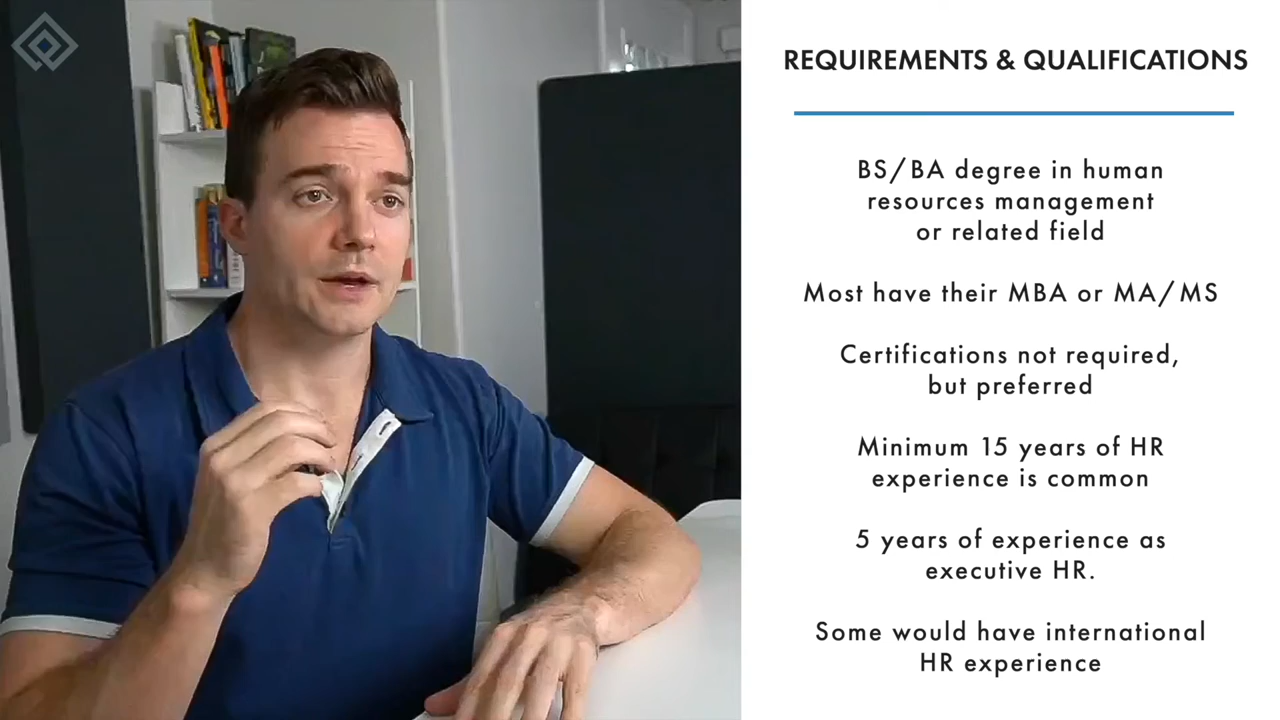 REQUIREMENTS & QUALIFICATIONS
BS/BA degree in human
resources management
or related field
Most have their MBA or MA/MS
Certifications not required,
but preferred
Minimum 15 years of HR
experience is common
5 years of experience as
executive HR.
Some would have international
HR experience